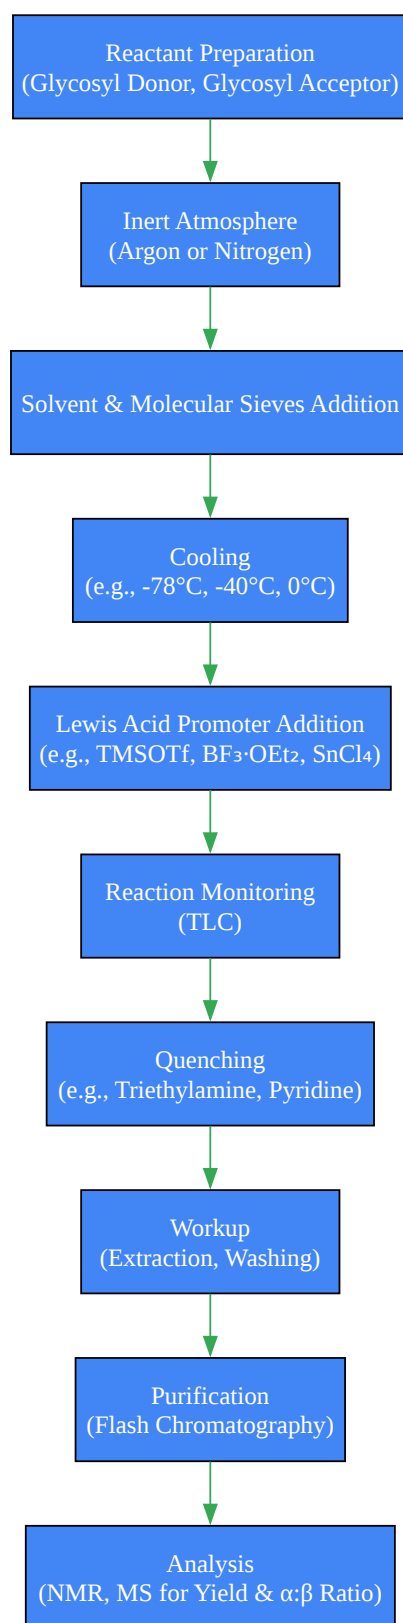 Reactant Preparation
(Glycosyl Donor, Glycosyl Acceptor)
Inert Atmosphere
(Argon or Nitrogen)
Solvent & Molecular Sieves Addition
Cooling
(e.g., -78°C, -40°C, 0°C)
Lewis Acid Promoter Addition
(e.g., TMSOTf, BF₃·OEt₂, SnCl₄)
Reaction Monitoring
(TLC)
Quenching
(e.g., Triethylamine, Pyridine)
Workup
(Extraction, Washing)
Purification
(Flash Chromatography)
Analysis
(NMR, MS for Yield & α:β Ratio)